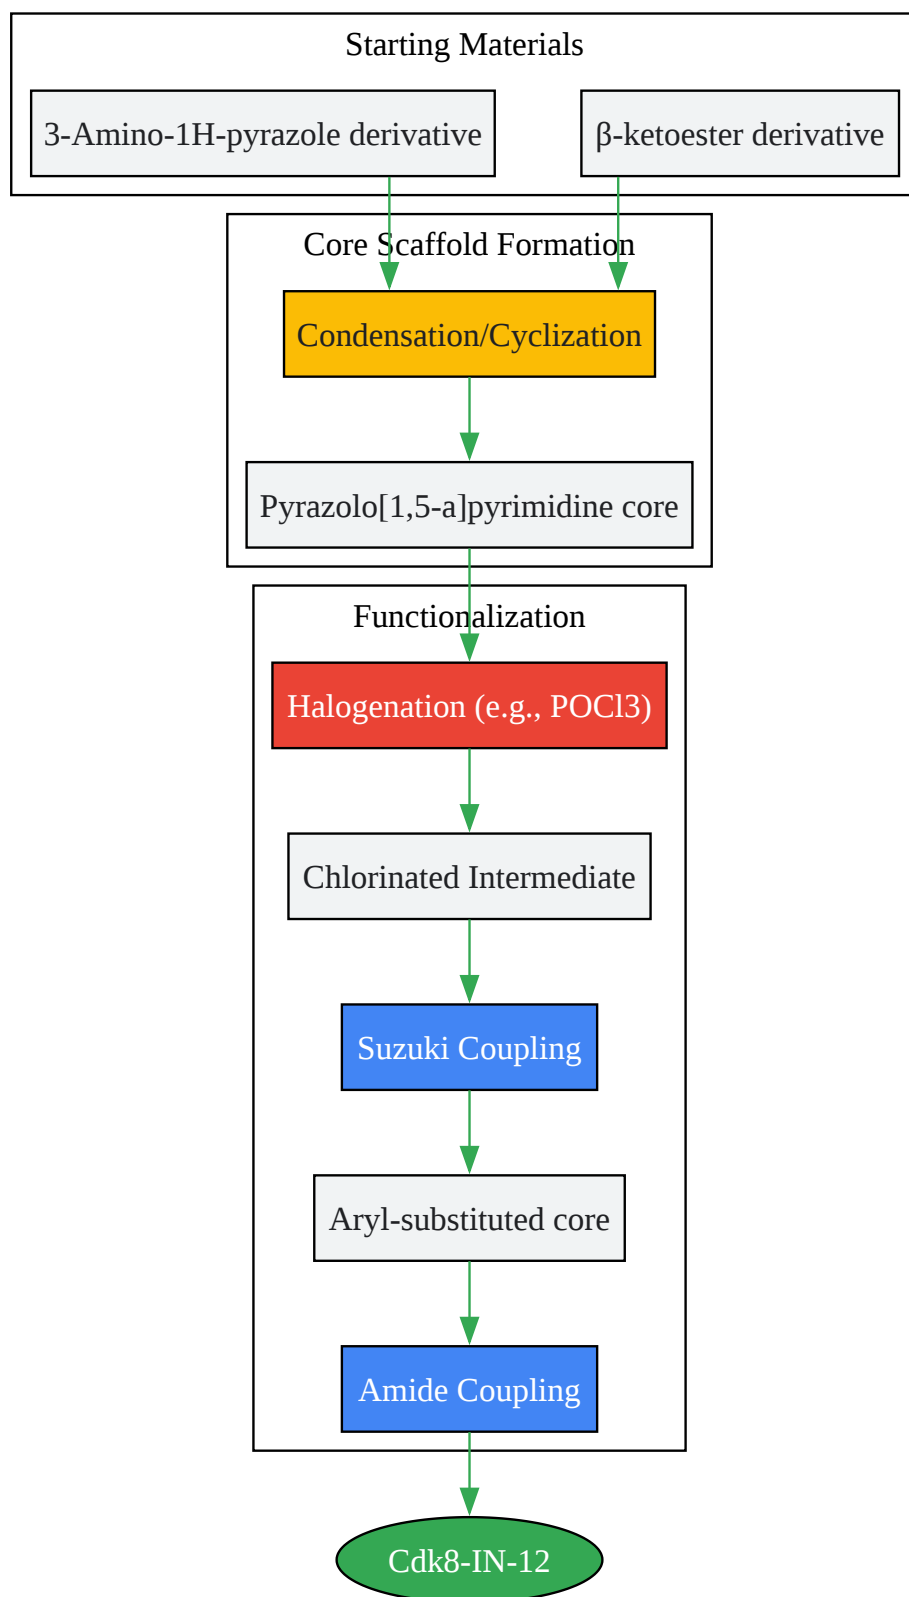 Starting Materials
3-Amino-1H-pyrazole derivative
β-ketoester derivative
Core Scaffold Formation
Condensation/Cyclization
Pyrazolo[1,5-a]pyrimidine core
Functionalization
Halogenation (e.g., POCl3)
Chlorinated Intermediate
Suzuki Coupling
Aryl-substituted core
Amide Coupling
Cdk8-IN-12